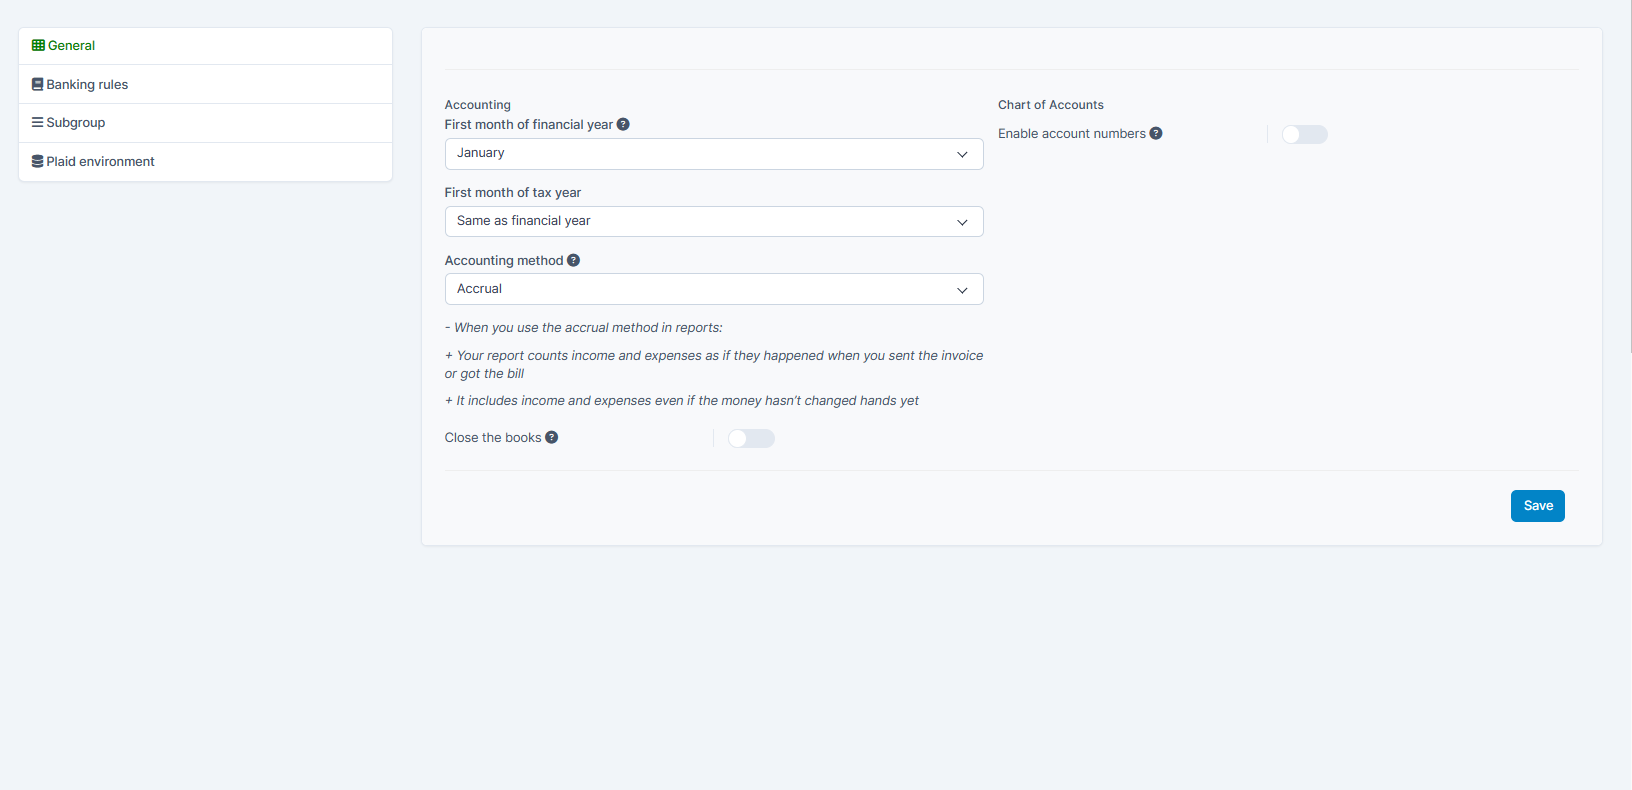 General
Banking rules
Subgroup
Plaid environment
Accounting
First month of financial year
January
First month of tax year
Same as financial year
Accounting method
Accrual
- When you use the accrual method in reports:
+ Your report counts income and expenses as if they happened when you sent the invoice
or got the bill
+ It includes income and expenses even if the money hasn't changed hands yet
Close the books
Chart of Accounts
Enable account numbers
Save